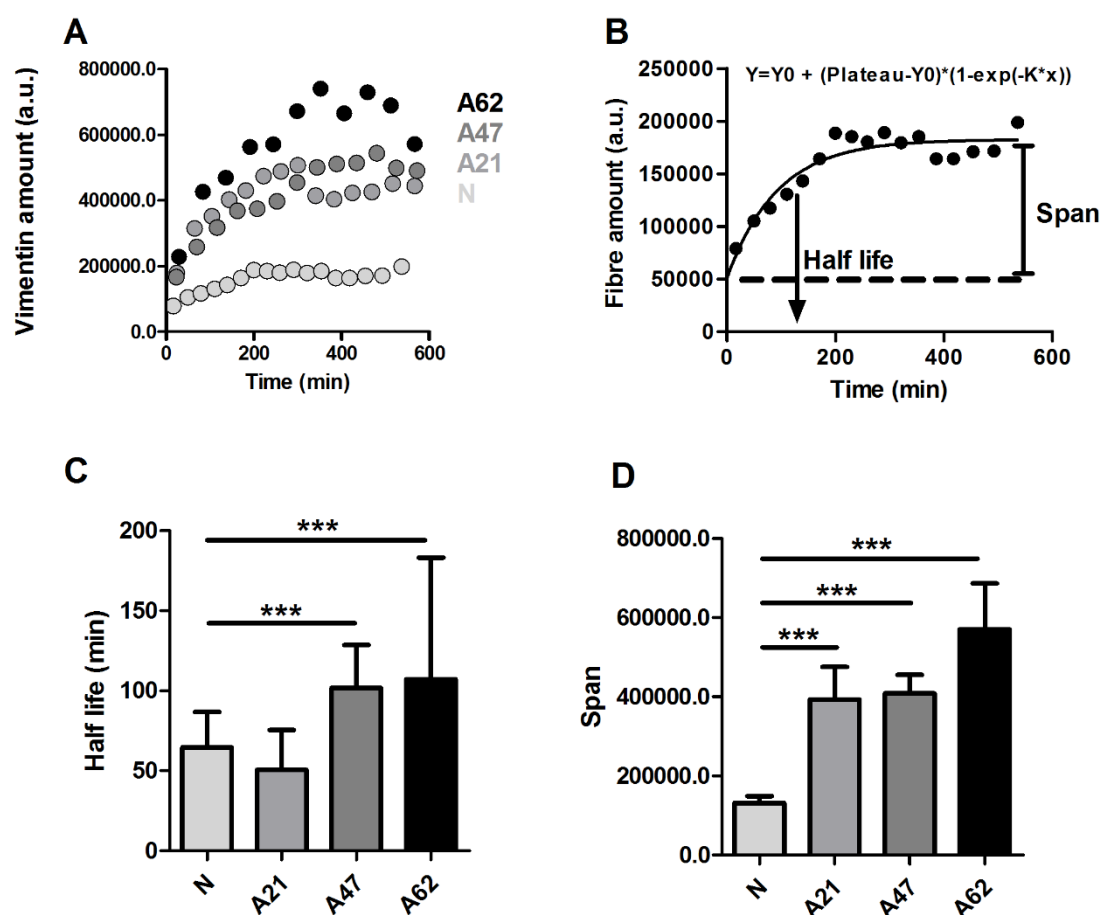 A
Vimentin amount (a.u.)
800000.0
600000.0
400000.0
200000.0
0.0
0
200
400
600
Time (min)
A62
A47
A21
N
B
Y=Y0 + (Plateau-Y0)*(1-exp(-K*x))
Fibre amount (a.u.)
250000
200000
150000
100000
50000
0
0
200
400
600
Time (min)
Half life
Span
C
Half life (min)
200
150
100
50
0
***
***
N
A21
A47
A62
D
Span
800000.0
600000.0
400000.0
200000.0
0.0
***
***
***
N
A21
A47
A62